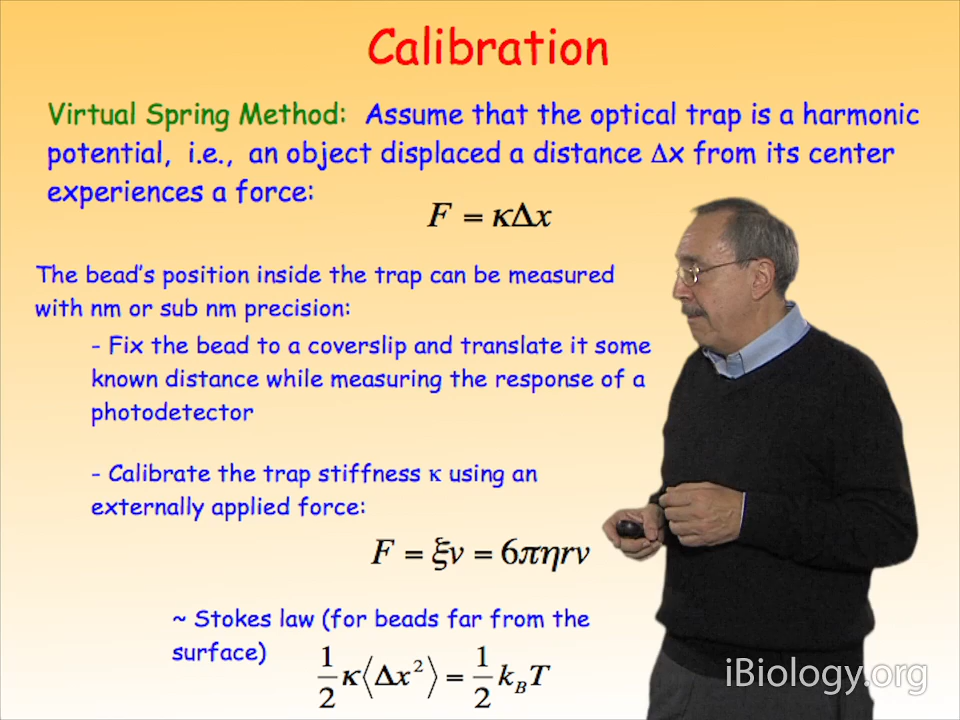 Calibration
Virtual Spring Method: Assume that the optical trap is a harmonic
potential, i.e., an object displaced a distance Δx from its center
experiences a force:
F = κΔx
The bead's position inside the trap can be measured
with nm or sub nm precision:
- Fix the bead to a coverslip and translate it some
known distance while measuring the response of a
photodetector
- Calibrate the trap stiffness κ using an
externally applied force:
F = ξv = 6πηrv
~ Stokes law (for beads far from the
surface)
1/2 κ⟨Δx²⟩ = 1/2 k_B T
iBiology.org